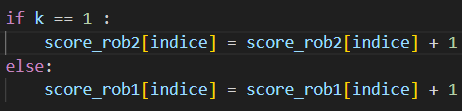 if k == 1 :
    score_rob2[indice] = score_rob2[indice] + 1
else:
    score_rob1[indice] = score_rob1[indice] + 1